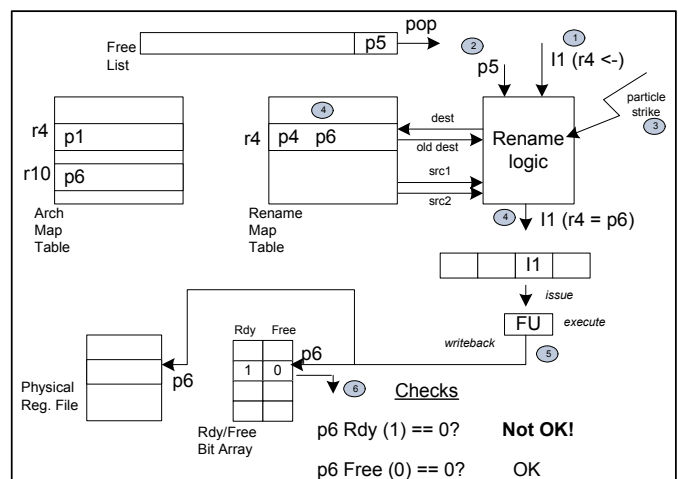 pop
Free
List
p5
2
p5
1
I1 (r4 <-)
particle
strike
3
r4
p1
r10
p6
Arch
Map
Table
4
r4
p4 p6
Rename
Map
Table
dest
old dest
src1
src2
Rename
logic
4
I1 (r4 = p6)
I1
issue
FU
execute
writeback
5
Physical
Reg. File
p6
Rdy Free
1 0
p6
6
Rdy/Free
Bit Array
Checks
p6 Rdy (1) == 0? Not OK!
p6 Free (0) == 0? OK